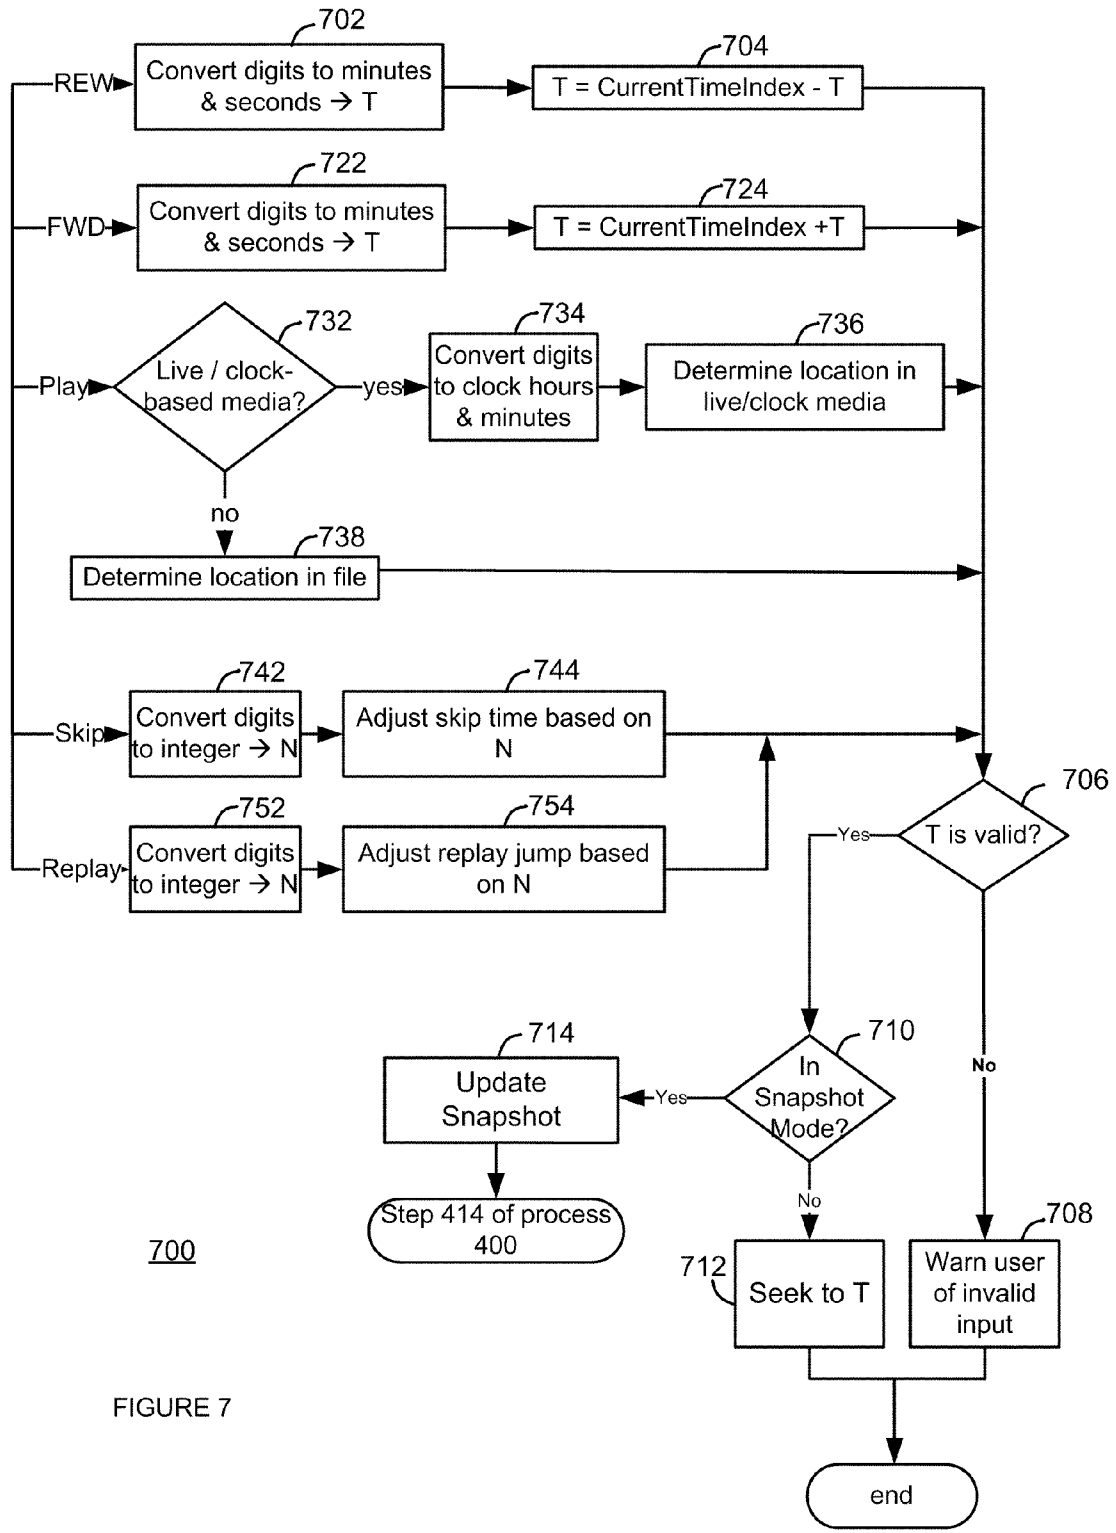 702
REW
Convert digits to minutes
& seconds → T
704
T = CurrentTimeIndex - T
722
FWD
Convert digits to minutes
& seconds → T
724
T = CurrentTimeIndex +T
732
Play
Live / clock-
based media?
yes
734
Convert digits
to clock hours
& minutes
736
Determine location in
live/clock media
no
738
Determine location in file
742
Skip
Convert digits
to integer → N
744
Adjust skip time based on
N
752
Replay
Convert digits
to integer → N
754
Adjust replay jump based
on N
706
T is valid?
Yes
No
710
In
Snapshot
Mode?
Yes
714
Update
Snapshot
Step 414 of process
400
No
712
Seek to T
708
Warn user
of invalid
input
700
FIGURE 7
end